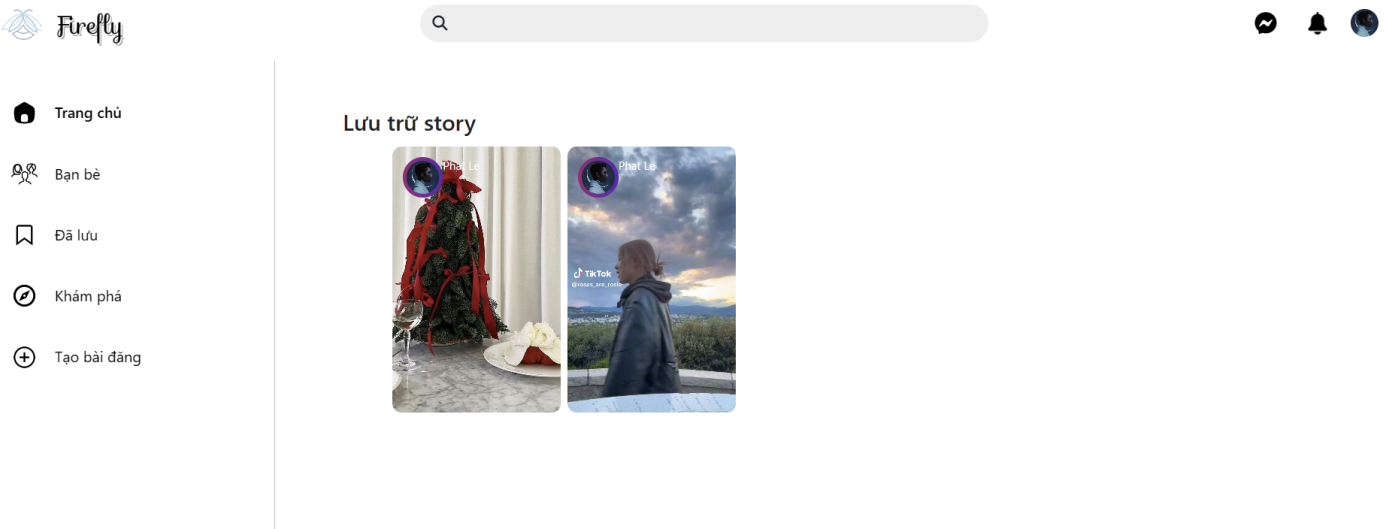 Firefly
Trang chủ
Bạn bè
Đã lưu
Khám phá
Tạo bài đăng
Lưu trữ story
Phat Le
Phat Le
TikTok
@roses_are_rosie